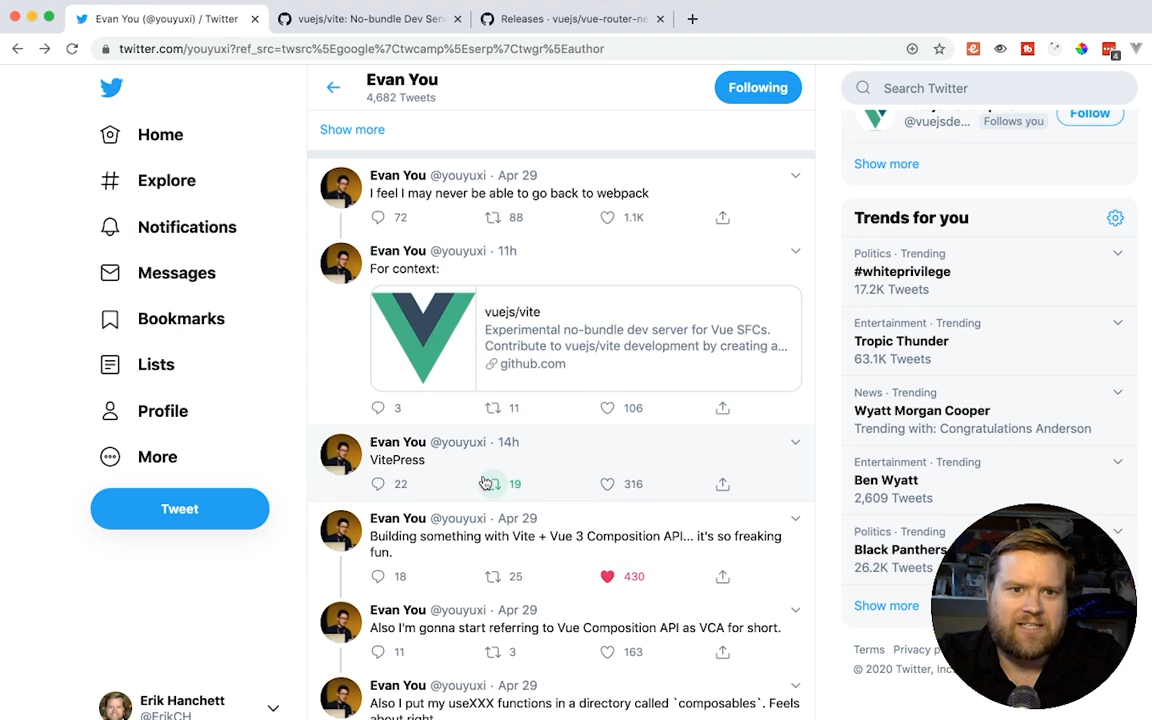 Evan You (@youyuxi) / Twitter
vuejs/vite: No-bundle Dev Serv
Releases · vuejs/vue-router-ne
twitter.com/youyuxi?ref_src=twsrc%5Egoogle%7Ctwcamp%5Eserp%7Ctwgr%5Eauthor
4
Home
Explore
Notifications
Messages
Bookmarks
Lists
Profile
More
Tweet
Erik Hanchett
@ErikCH
Evan You
4,682 Tweets
Following
Show more
Evan You @youyuxi · Apr 29
I feel I may never be able to go back to webpack
72 88 1.1K
Evan You @youyuxi · 11h
For context:
vuejs/vite
Experimental no-bundle dev server for Vue SFCs.
Contribute to vuejs/vite development by creating a...
github.com
3 11 106
Evan You @youyuxi · 14h
VitePress
22 19 316
Evan You @youyuxi · Apr 29
Building something with Vite + Vue 3 Composition API... it's so freaking
fun.
18 25 430
Evan You @youyuxi · Apr 29
Also I'm gonna start referring to Vue Composition API as VCA for short.
11 3 163
Evan You @youyuxi · Apr 29
Also I put my useXXX functions in a directory called `composables`. Feels
about right
Search Twitter
@vuejsde... Follows you
Follow
Show more
Trends for you
Politics · Trending
#whiteprivilege
17.2K Tweets
Entertainment · Trending
Tropic Thunder
63.1K Tweets
News · Trending
Wyatt Morgan Cooper
Trending with: Congratulations Anderson
Entertainment · Trending
Ben Wyatt
2,609 Tweets
Politics · Trending
Black Panthers
26.2K Tweets
Show more
Terms Privacy p
© 2020 Twitter, Inc.